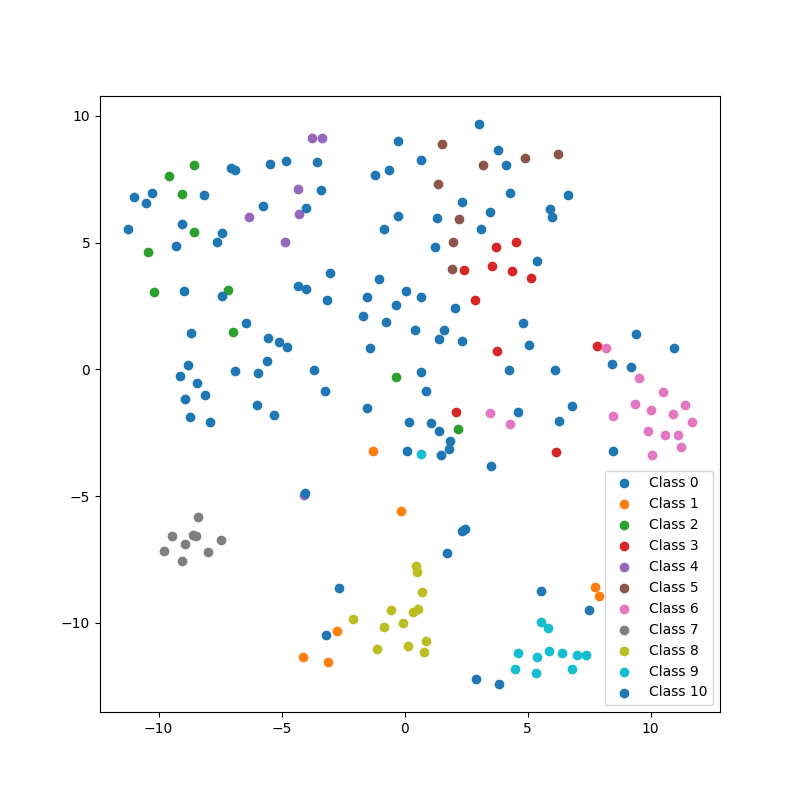 10
5
0
−5
−10
−10
−5
0
5
10
Class 0
Class 1
Class 2
Class 3
Class 4
Class 5
Class 6
Class 7
Class 8
Class 9
Class 10